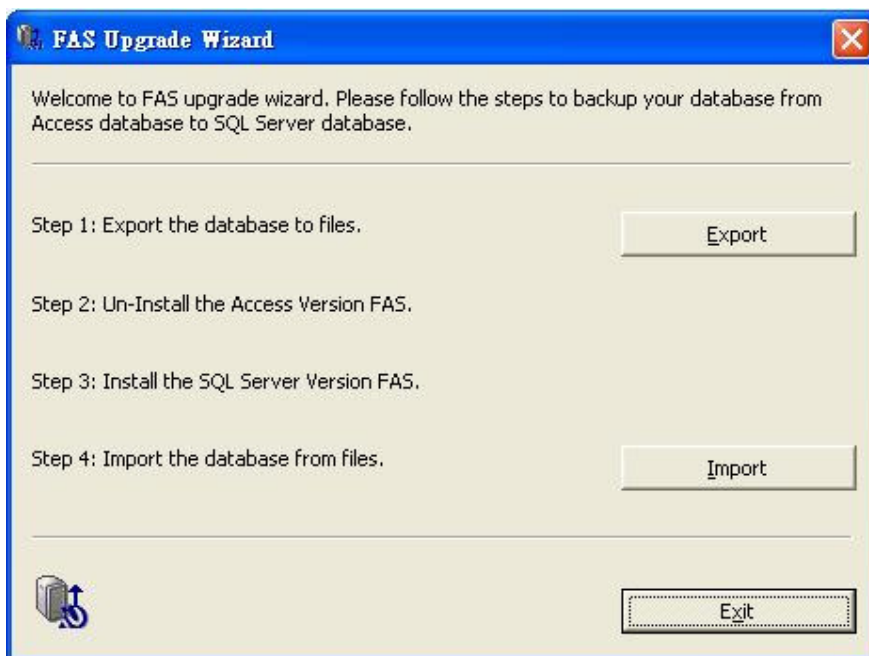 FAS Upgrade Wizard
Welcome to FAS upgrade wizard. Please follow the steps to backup your database from
Access database to SQL Server database.
Step 1: Export the database to files.
Export
Step 2: Un-Install the Access Version FAS.
Step 3: Install the SQL Server Version FAS.
Step 4: Import the database from files.
Import
Exit